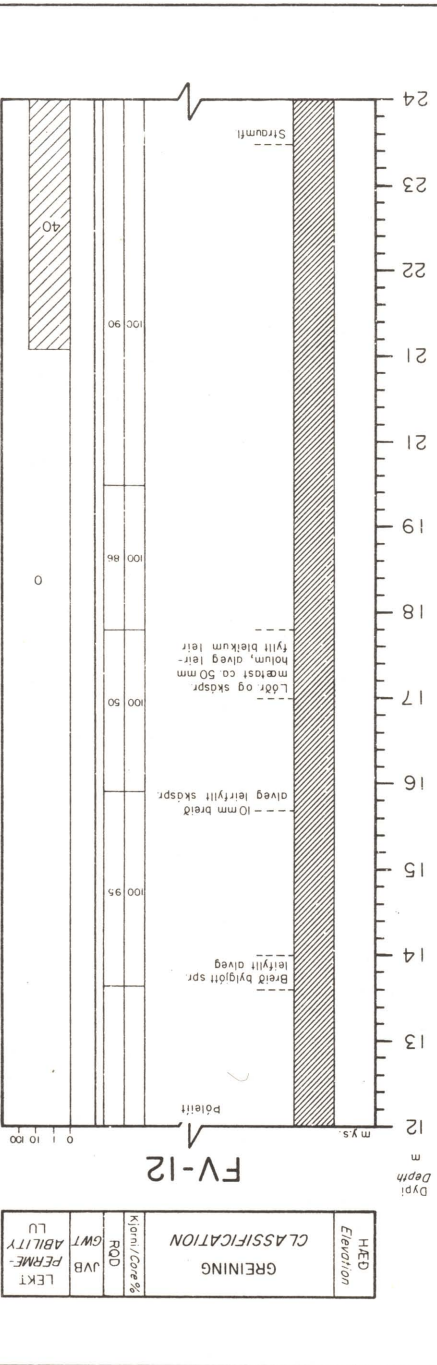 HÆÐ
Elevation
GREINING
CLASSIFICATION
Kjarni/Core %
RQD
JVB
GWT
LEKT
PERME-
ABILITY
LU
Dýpi
Depth
m
FV-12
m.y.s.
0 1 10 100
12
Þóleiít
13
Breið bylgjótt spr.
leifyllt alveg
14
100 95
15
10 mm breið
alveg leirfyllt skáspr.
16
100 50
17
Lóðr. og skáspr.
mætast ca 50 mm
holum, alveg leir-
fyllt bleikum leir
18
0
100 86
19
21
21
100 90
22
40
23
Straumfl.
24